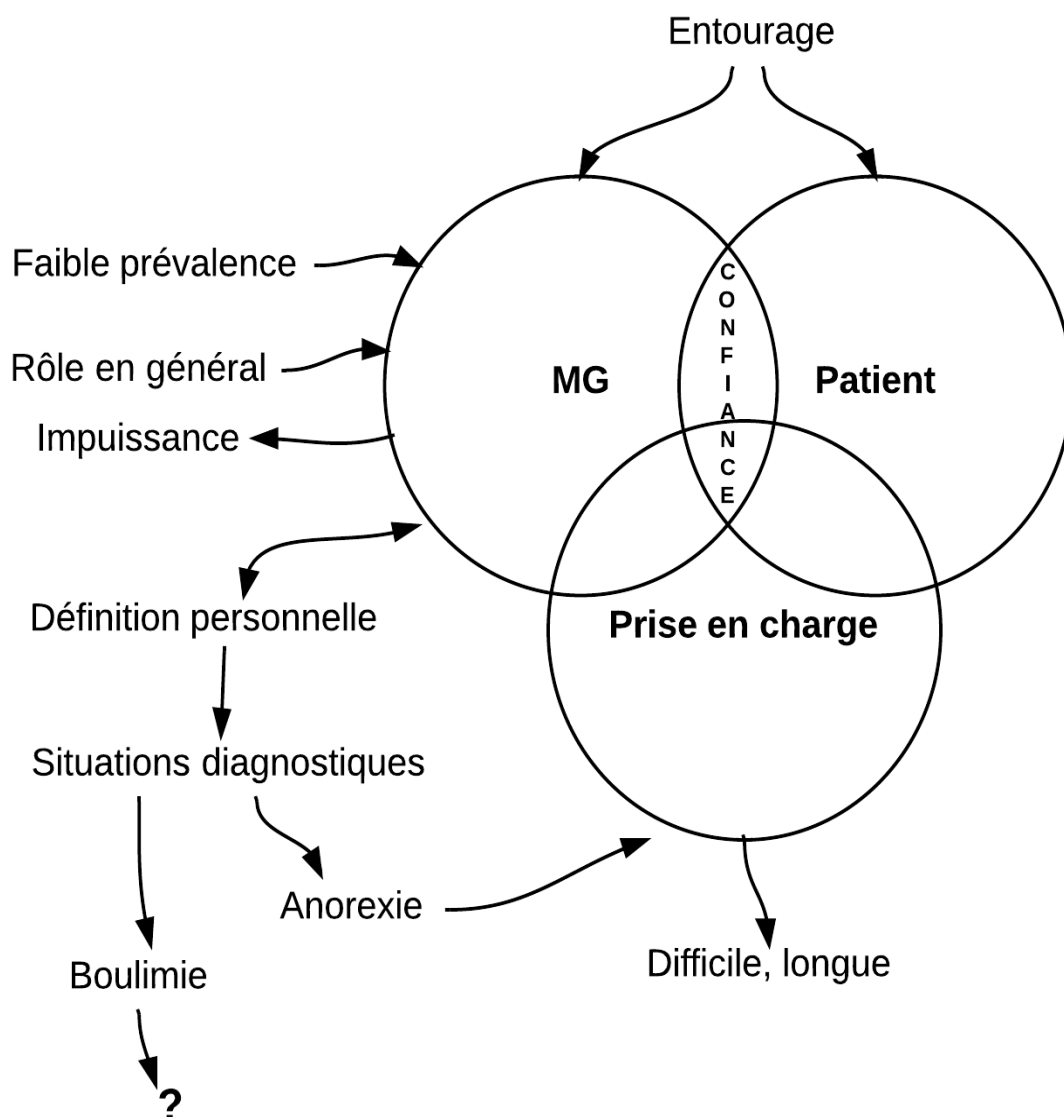 Entourage
Faible prévalence
CONFIANCE
Rôle en général
MG
Patient
Impuissance
Définition personnelle
Prise en charge
Situations diagnostiques
Anorexie
Difficile, longue
Boulimie
?